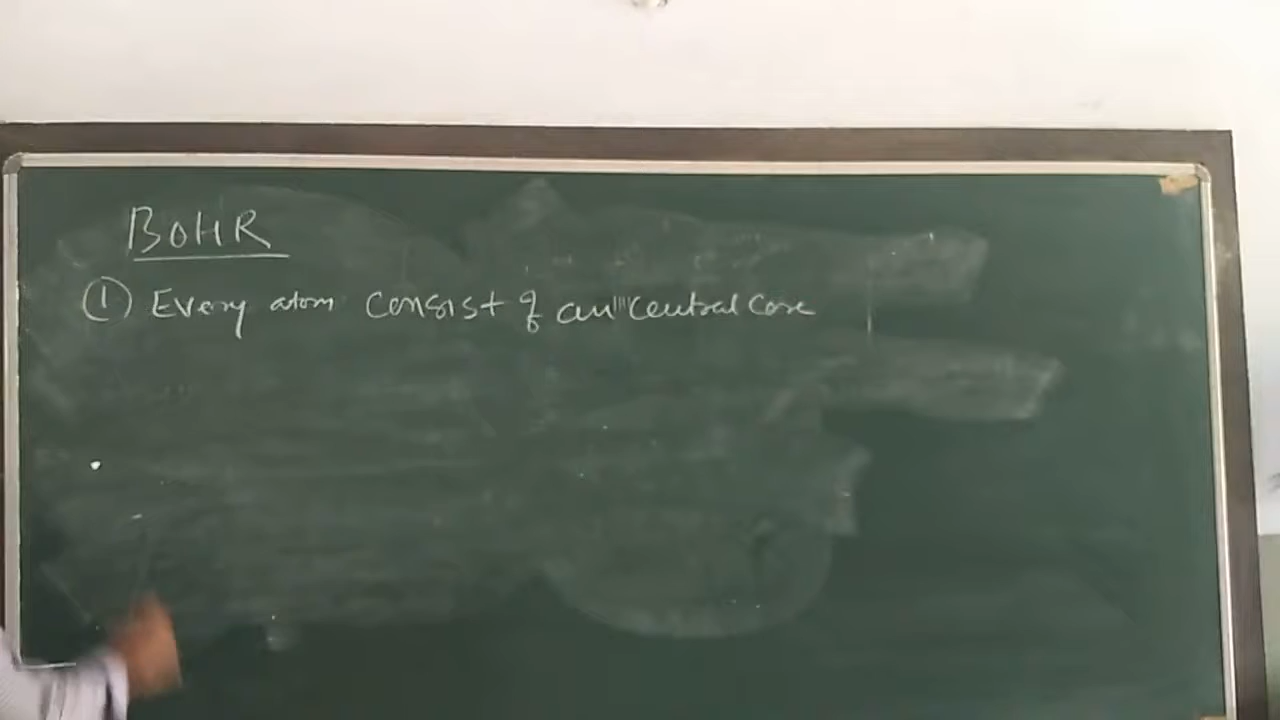 BOHR
① Every atom consist of an "central core